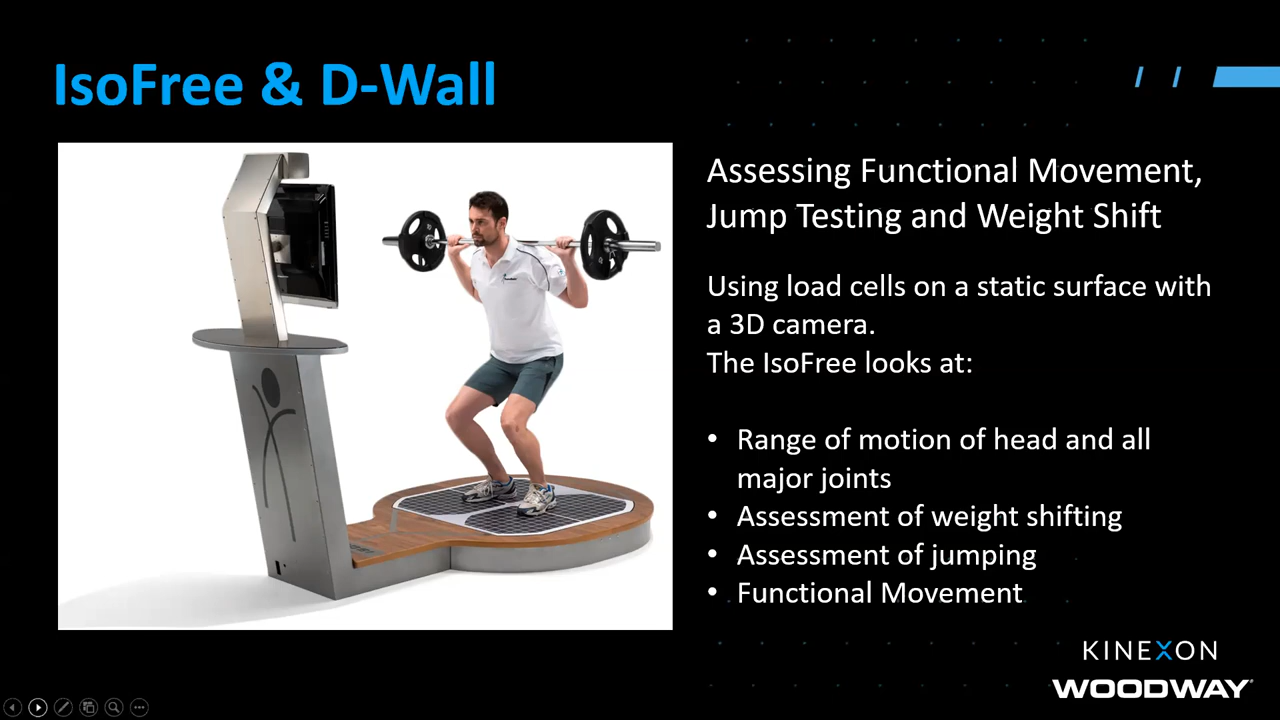 IsoFree & D-Wall
Assessing Functional Movement,
Jump Testing and Weight Shift
Using load cells on a static surface with
a 3D camera.
The IsoFree looks at:
• Range of motion of head and all
major joints
• Assessment of weight shifting
• Assessment of jumping
• Functional Movement
KINEXON
WOODWAY